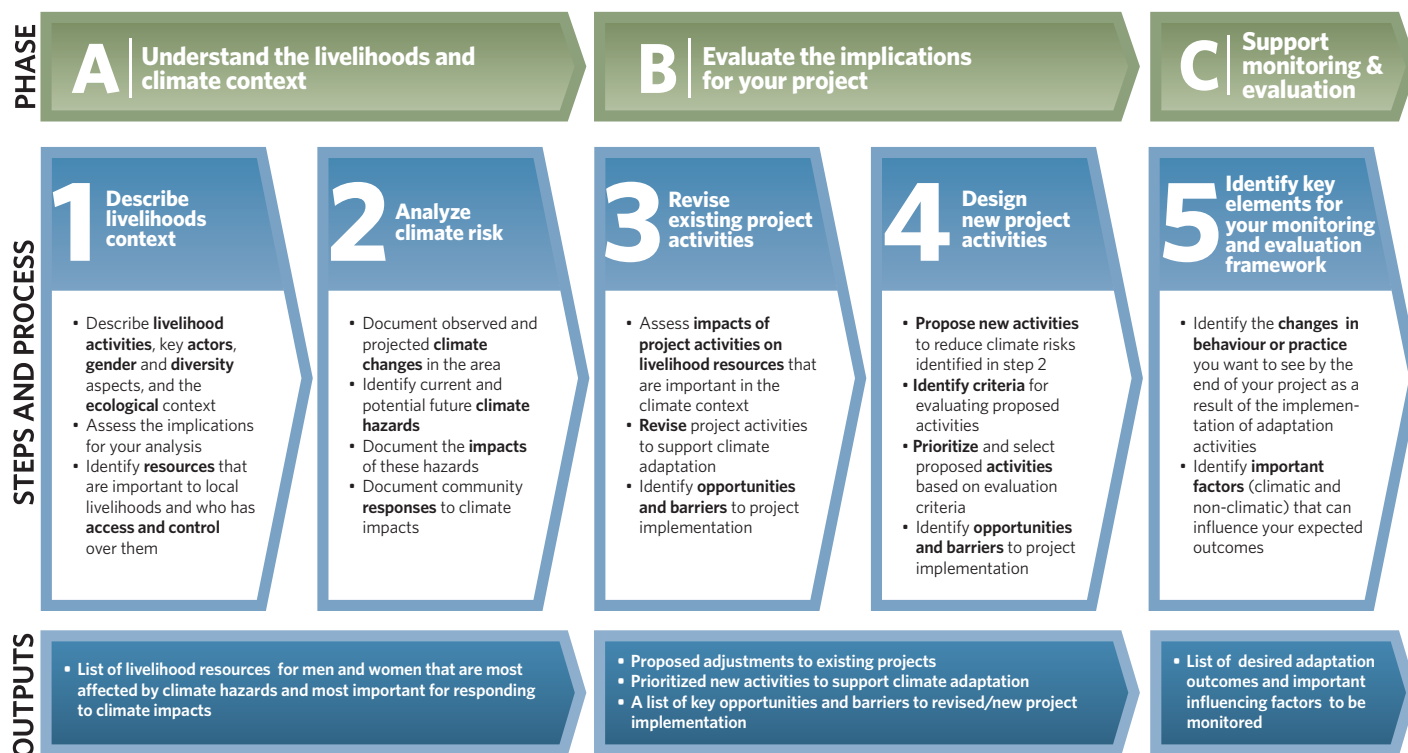 PHASE
A
Understand the livelihoods and
climate context
B
Evaluate the implications
for your project
C
Support
monitoring &
evaluation
STEPS AND PROCESS
1
Describe
livelihoods
context
• Describe livelihood
activities, key actors,
gender and diversity
aspects, and the
ecological context
• Assess the implications
for your analysis
• Identify resources that
are important to local
livelihoods and who has
access and control
over them
2
Analyze
climate risk
• Document observed and
projected climate
changes in the area
• Identify current and
potential future climate
hazards
• Document the impacts
of these hazards
• Document community
responses to climate
impacts
3
Revise
existing project
activities
• Assess impacts of
project activities on
livelihood resources that
are important in the
climate context
• Revise project activities
to support climate
adaptation
• Identify opportunities
and barriers to project
implementation
4
Design
new project
activities
• Propose new activities
to reduce climate risks
identified in step 2
• Identify criteria for
evaluating proposed
activities
• Prioritize and select
proposed activities
based on evaluation
criteria
• Identify opportunities
and barriers to project
implementation
5
Identify key
elements for
your monitoring
and evaluation
framework
• Identify the changes in
behaviour or practice
you want to see by the
end of your project as a
result of the implemen-
tation of adaptation
activities
• Identify important
factors (climatic and
non-climatic) that can
influence your expected
outcomes
OUTPUTS
• List of livelihood resources for men and women that are most
affected by climate hazards and most important for responding
to climate impacts
• Proposed adjustments to existing projects
• Prioritized new activities to support climate adaptation
• A list of key opportunities and barriers to revised/new project
implementation
• List of desired adaptation
outcomes and important
influencing factors to be
monitored